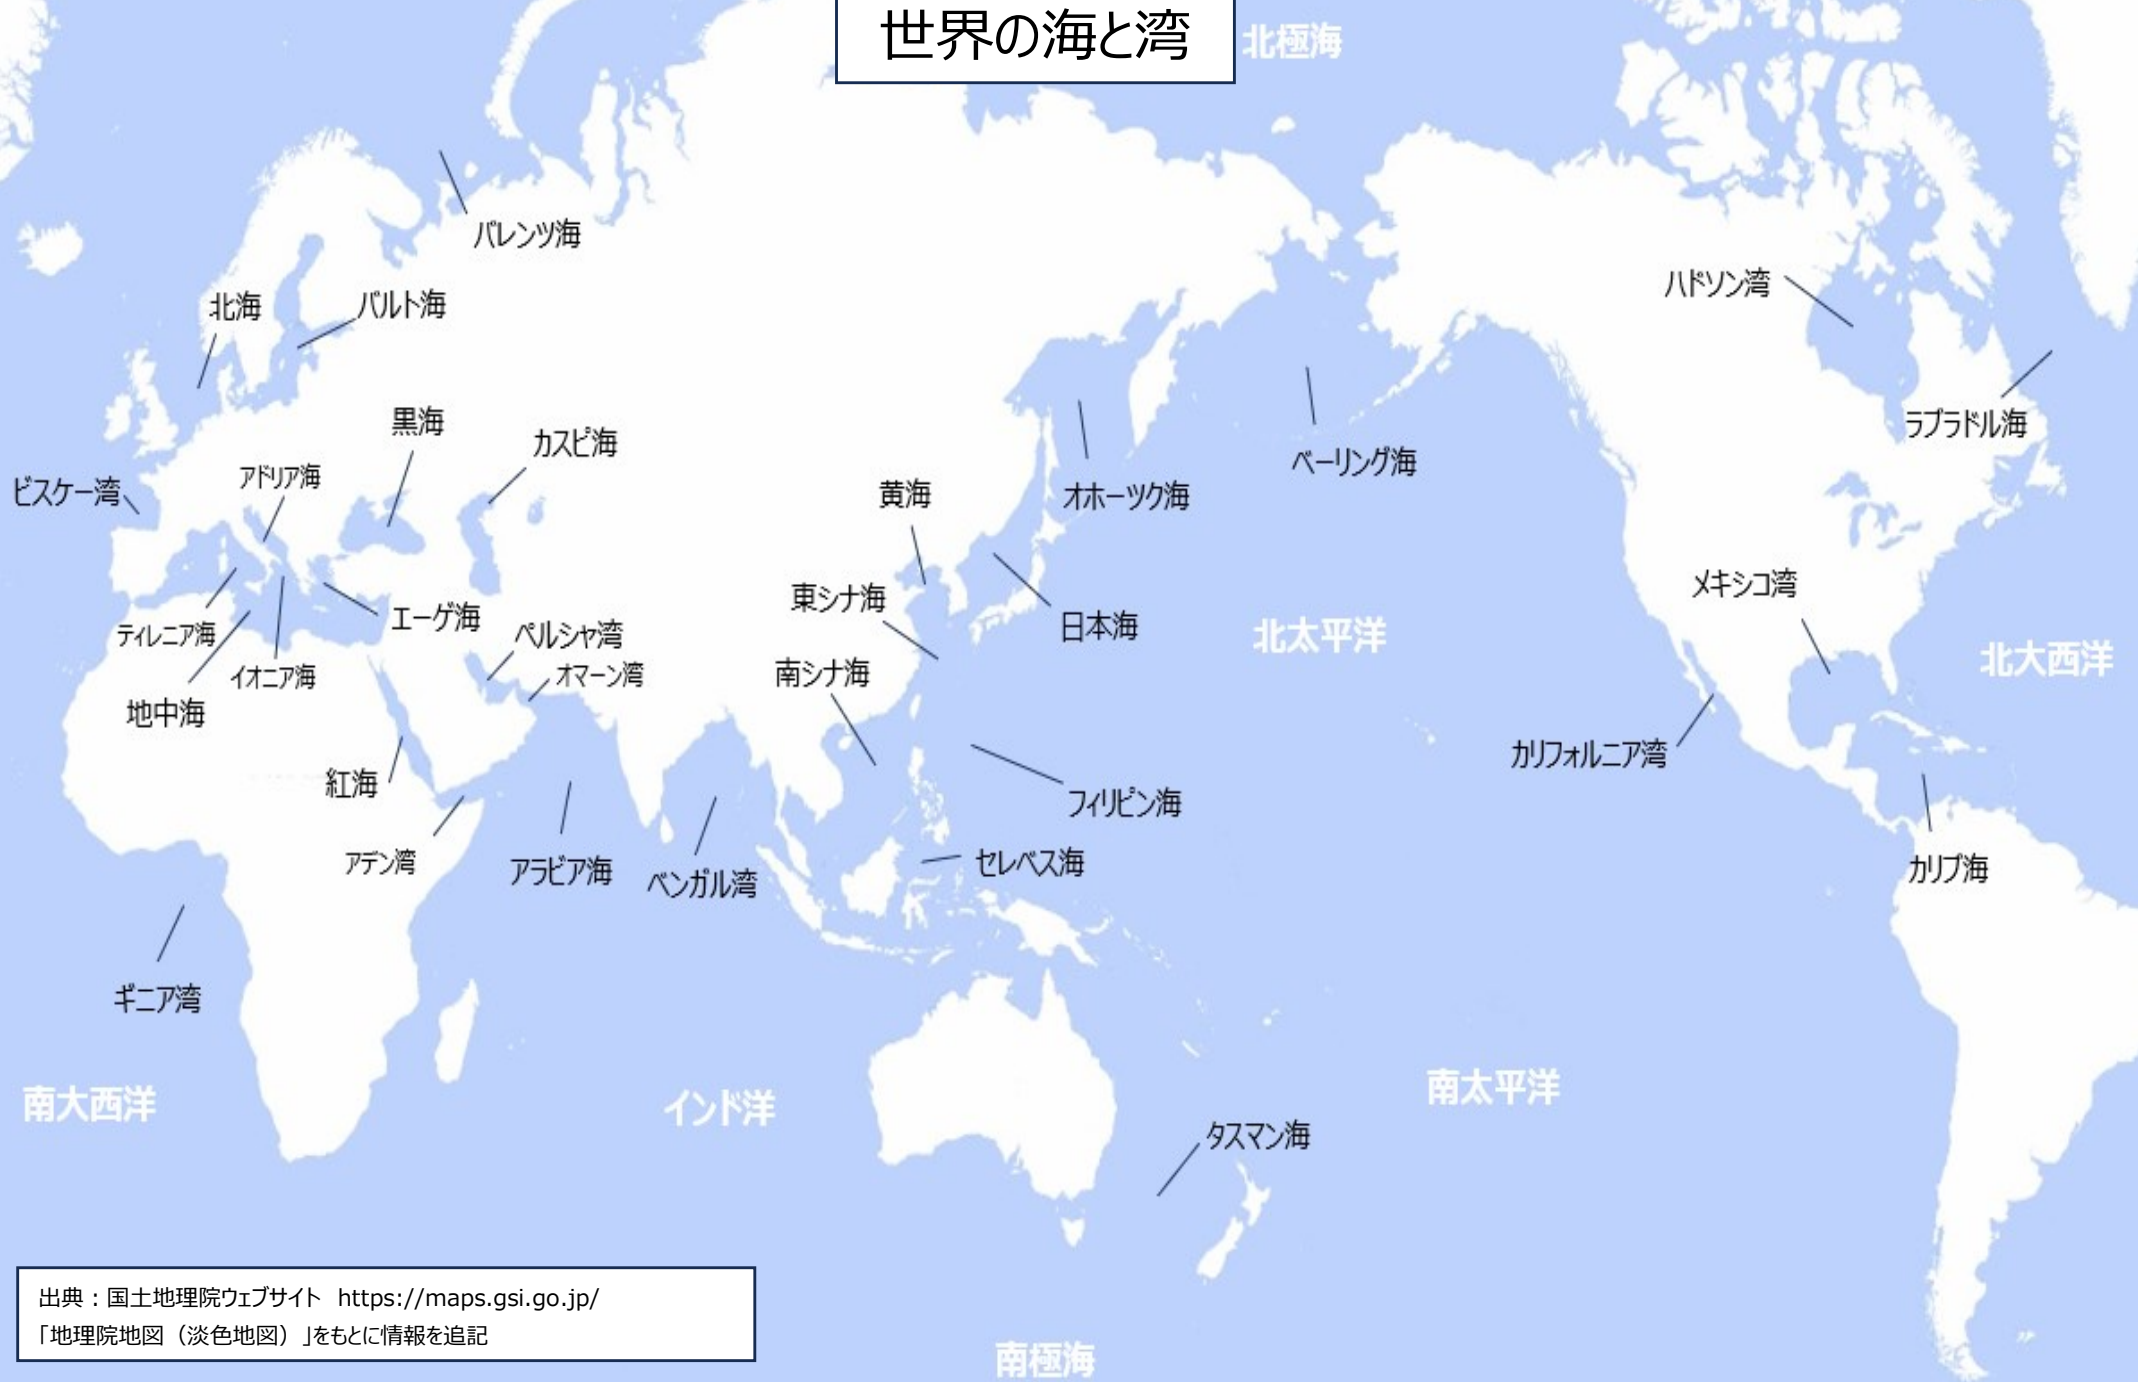 世界の海と湾
北極海
バレンツ海
北海
バルト海
ハドソン湾
ラブラドル海
黒海
カスピ海
ベーリング海
アドリア海
ビスケー湾
黄海
オホーツク海
メキシコ湾
東シナ海
エーゲ海
ペルシャ湾
日本海
北太平洋
ティレニア海
イオニア海
オマーン湾
南シナ海
北大西洋
地中海
カリフォルニア湾
紅海
フィリピン海
アデン湾
アラビア海
ベンガル湾
セレベス海
カリブ海
ギニア湾
南大西洋
インド洋
南太平洋
タスマン海
出典：国土地理院ウェブサイト https://maps.gsi.go.jp/
「地理院地図（淡色地図）」をもとに情報を追記
南極海